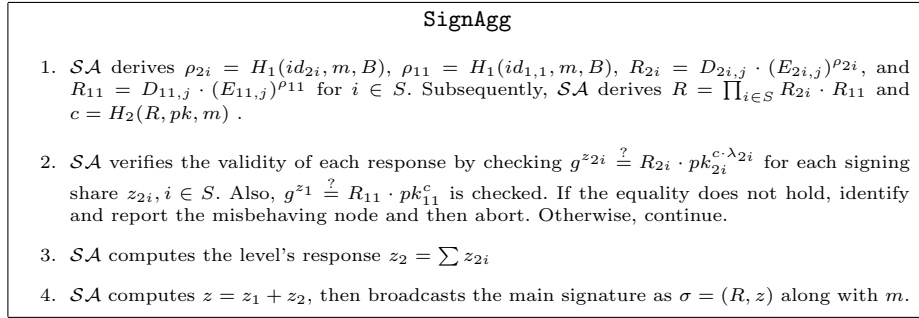 SignAgg
1. 𝒮𝒜 derives ρ_{2i} = H_1(id_{2i}, m, B), ρ_{11} = H_1(id_{1,1}, m, B), R_{2i} = D_{2i,j} · (E_{2i,j})^{ρ_{2i}}, and
R_{11} = D_{11,j} · (E_{11,j})^{ρ_{11}} for i ∈ S. Subsequently, 𝒮𝒜 derives R = ∏_{i∈S} R_{2i} · R_{11} and
c = H_2(R, pk, m) .
2. 𝒮𝒜 verifies the validity of each response by checking g^{z_{2i}} ≟ R_{2i} · pk_{2i}^{c·λ_{2i}} for each signing
share z_{2i}, i ∈ S. Also, g^{z_1} ≟ R_{11} · pk_{11}^{c} is checked. If the equality does not hold, identify
and report the misbehaving node and then abort. Otherwise, continue.
3. 𝒮𝒜 computes the level's response z_2 = ∑ z_{2i}
4. 𝒮𝒜 computes z = z_1 + z_2, then broadcasts the main signature as σ = (R, z) along with m.